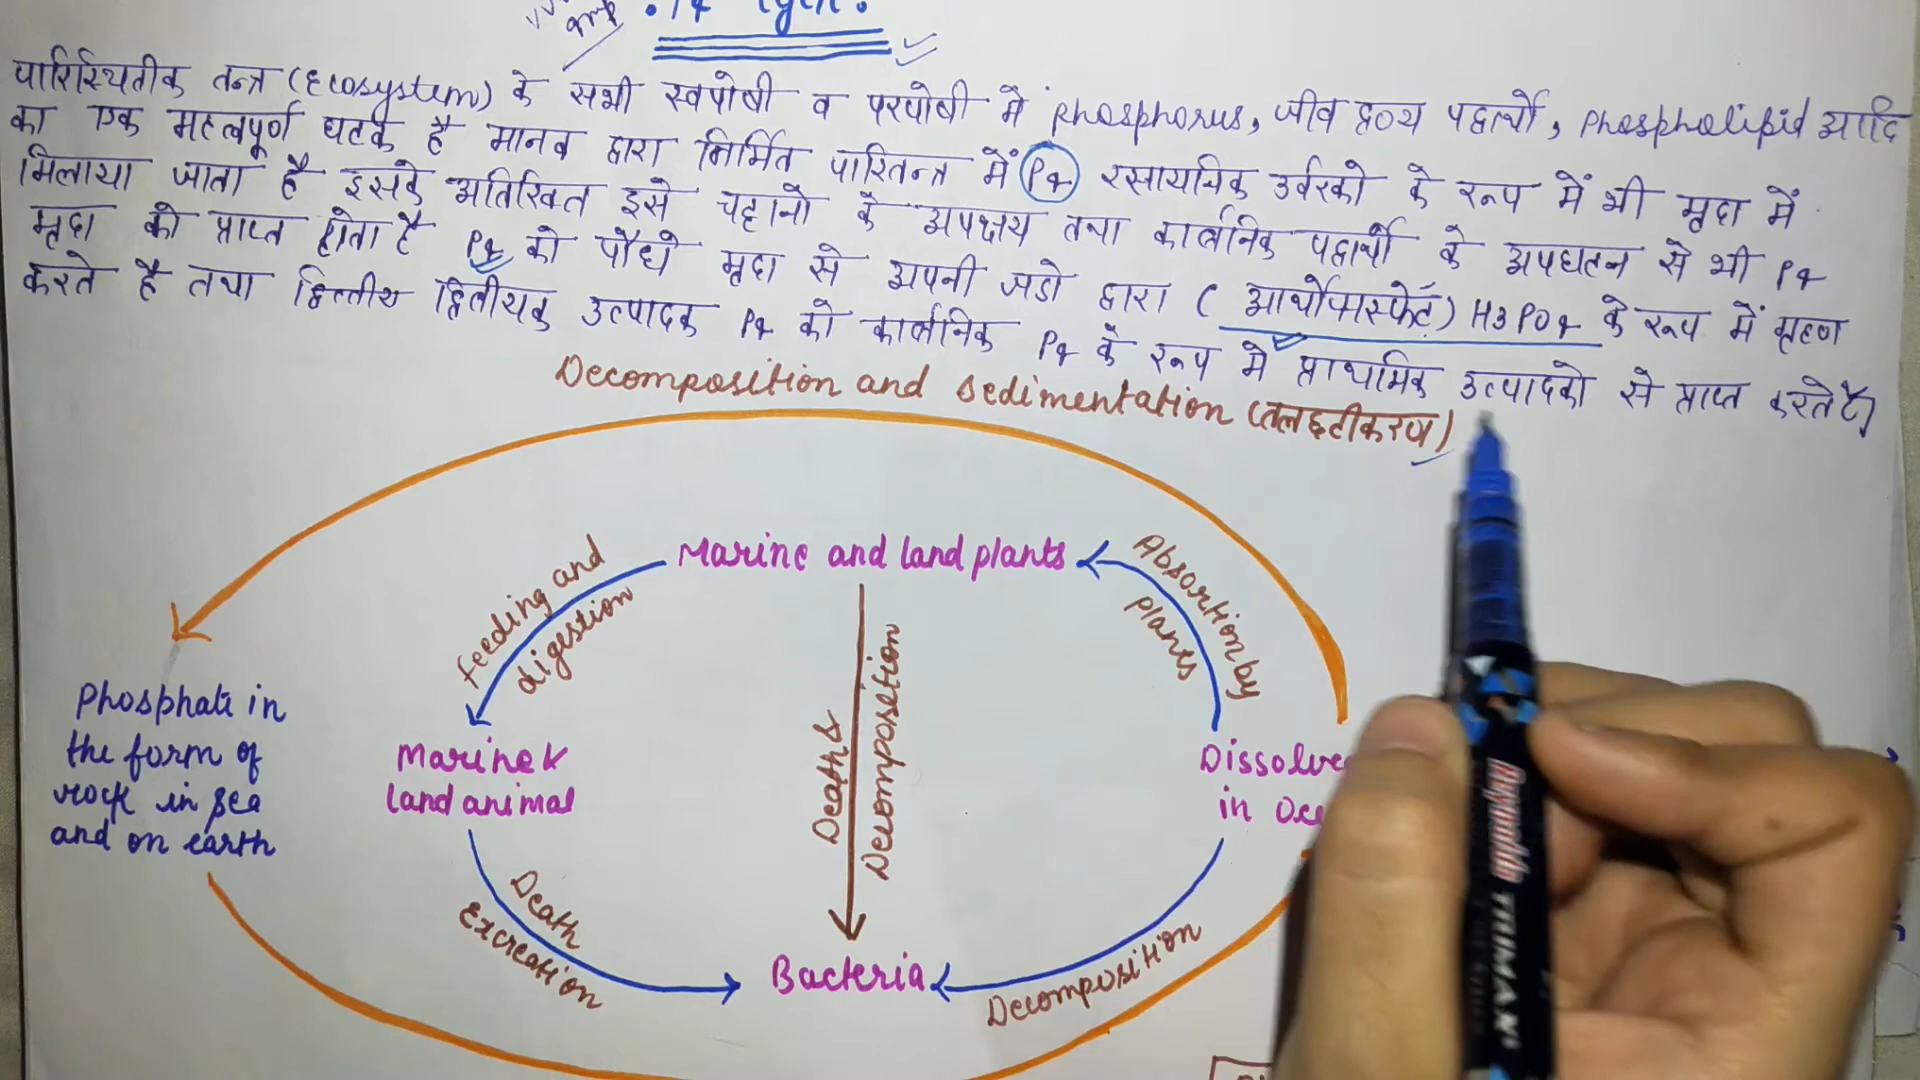 पारिस्थितीक तन्त्र (Ecosystem) के सभी स्वपोषी व परपोषी में Phosphorus, जीव द्रव्य पदार्थो, Phospholipid आदि
का एक महत्वपूर्ण घटक है मानव द्वारा निर्मित पारितन्त्र में P4 रसायनिक उर्वरको के रूप में भी मृदा में
मिलाया जाता है इसके अतिरिक्त इसे चट्टानो के अपक्षय तथा कार्बनिक पदार्थो के अपघटन से भी P4
मृदा को प्राप्त होता है P4 को पौधे मृदा से अपनी जडो द्वारा (आर्थोफास्फेट) H3PO4 के रूप में ग्रहण
करते है तथा द्वितीय द्वितीयक उत्पादक P4 को कार्बनिक P4 के रूप में प्राथमिक उत्पादको से प्राप्त करते है।
Decomposition and Sedimentation (तलछटीकरण)
Marine and land plants
Feeding and
digestion
Absortion by
plants
Death &
Decomposition
Phosphate in
the form of
rock in sea
and on earth
Marine &
land animal
Dissolve
in
Death
Excreation
Bacteria
Decomposition